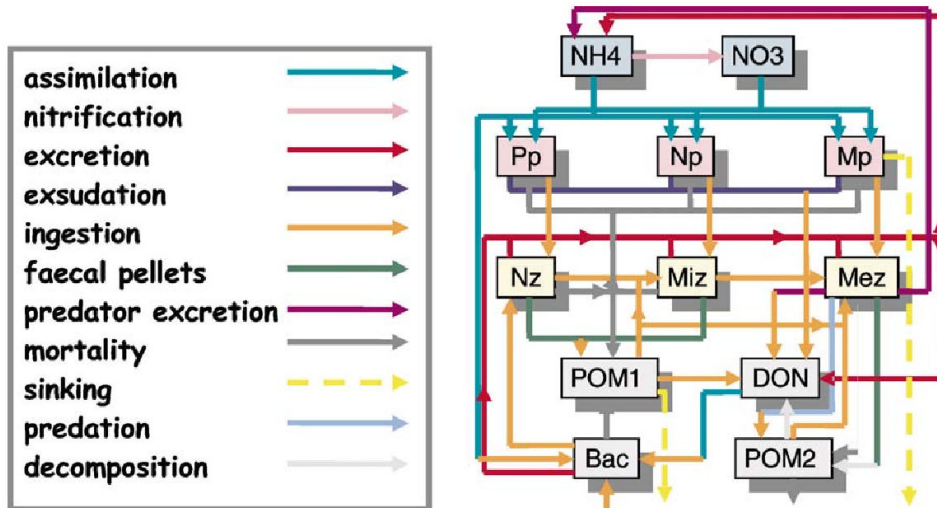 assimilation
nitrification
excretion
exsudation
ingestion
faecal pellets
predator excretion
mortality
sinking
predation
decomposition
NH4 NO3
Pp Np Mp
Nz Miz Mez
POM1 DON
Bac POM2